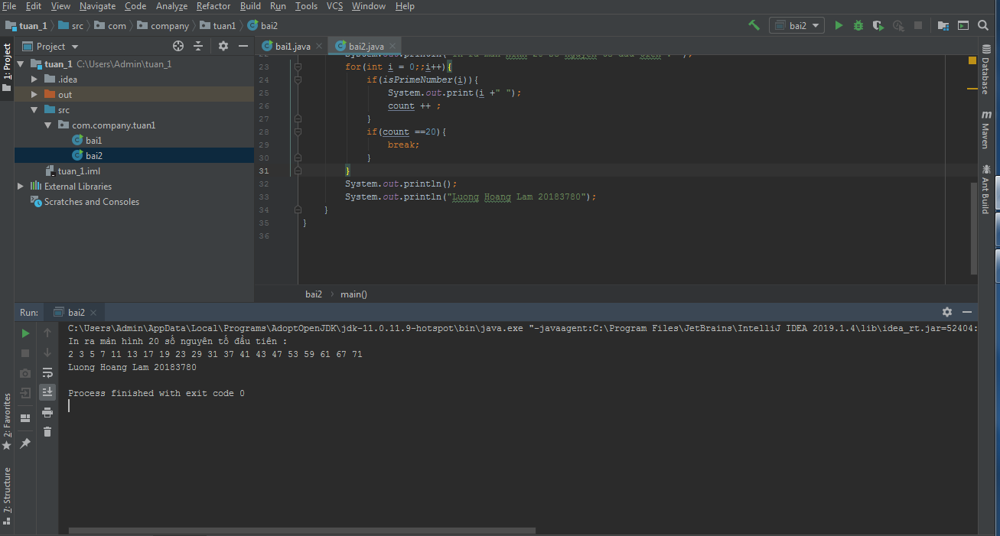 File Edit View Navigate Code Analyze Refactor Build Run Tools VCS Window Help
tuan_1 src com company tuan1 bai2
bai2
1: Project
Project
bai1.java
bai2.java
tuan_1 C:\Users\Admin\tuan_1
.idea
out
src
com.company.tuan1
bai1
bai2
tuan_1.iml
External Libraries
Scratches and Consoles
23 for(int i = 0;;i++){
24 if(isPrimeNumber(i)){
25 System.out.print(i +" ");
26 count ++ ;
27 }
28 if(count ==20){
29 break;
30 }
31 }
32 System.out.println();
33 System.out.println("Luong Hoang Lam 20183780");
34 }
35 }
36
bai2 main()
Database
Maven
Ant Build
Run: bai2
C:\Users\Admin\AppData\Local\Programs\AdoptOpenJDK\jdk-11.0.11.9-hotspot\bin\java.exe "-javaagent:C:\Program Files\JetBrains\IntelliJ IDEA 2019.1.4\lib\idea_rt.jar=52404:
In ra màn hình 20 số nguyên tố đầu tiên :
2 3 5 7 11 13 17 19 23 29 31 37 41 43 47 53 59 61 67 71
Luong Hoang Lam 20183780
Process finished with exit code 0
2: Favorites
7: Structure